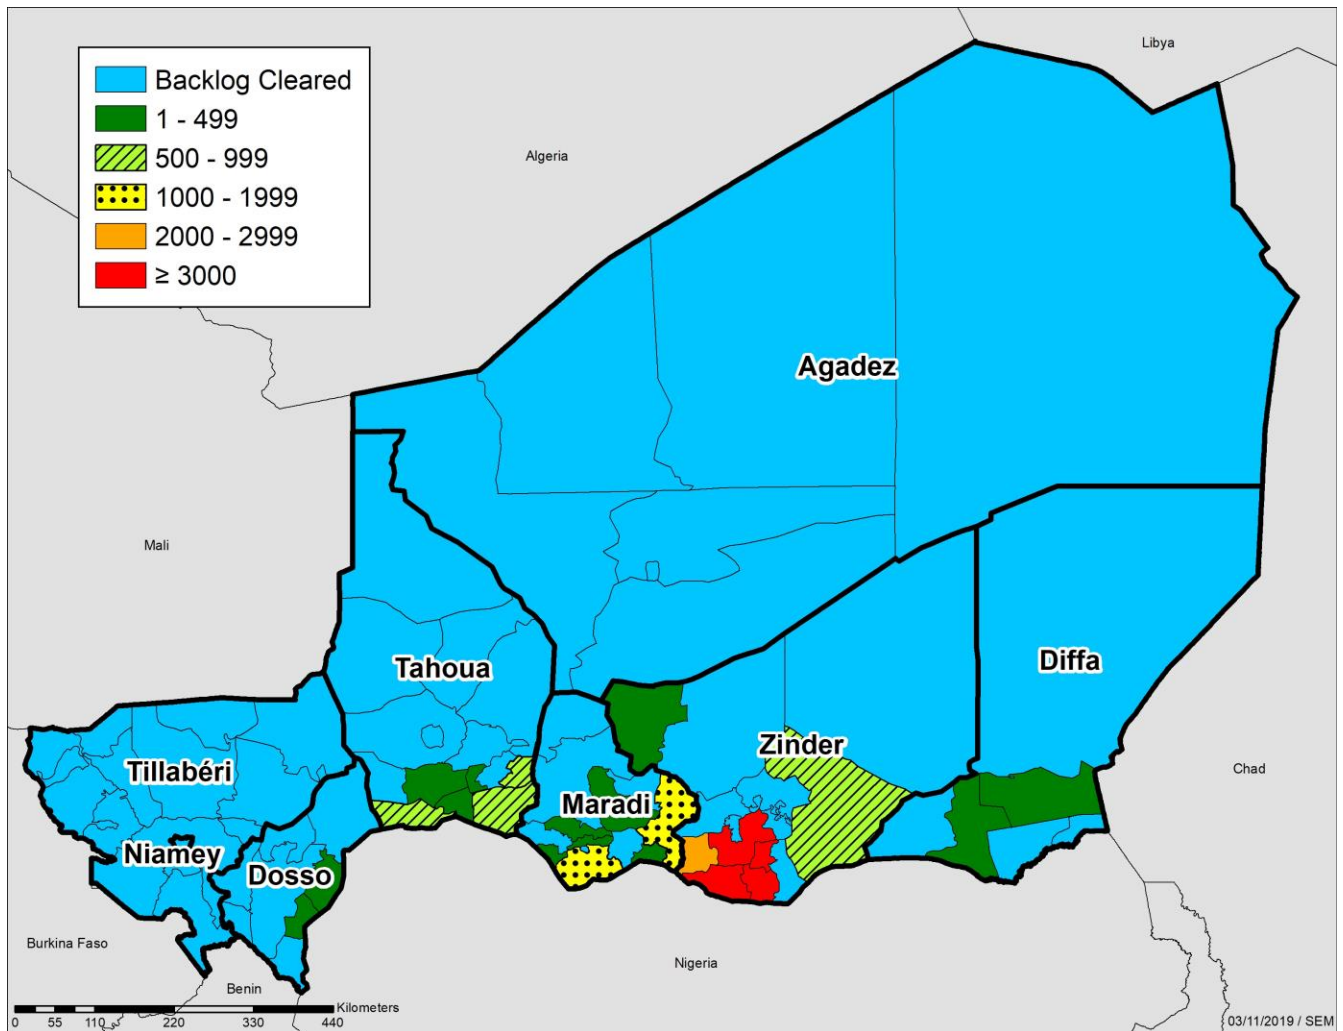 Libya
Backlog Cleared
1 - 499
500 - 999
1000 - 1999
2000 - 2999
≥ 3000
Algeria
Agadez
Mali
Tahoua
Diffa
Zinder
Tillabéri
Maradi
Chad
Niamey
Dosso
Burkina Faso
Nigeria
Benin
Kilometers
0 55 110 220 330 440
03/11/2019 / SEM